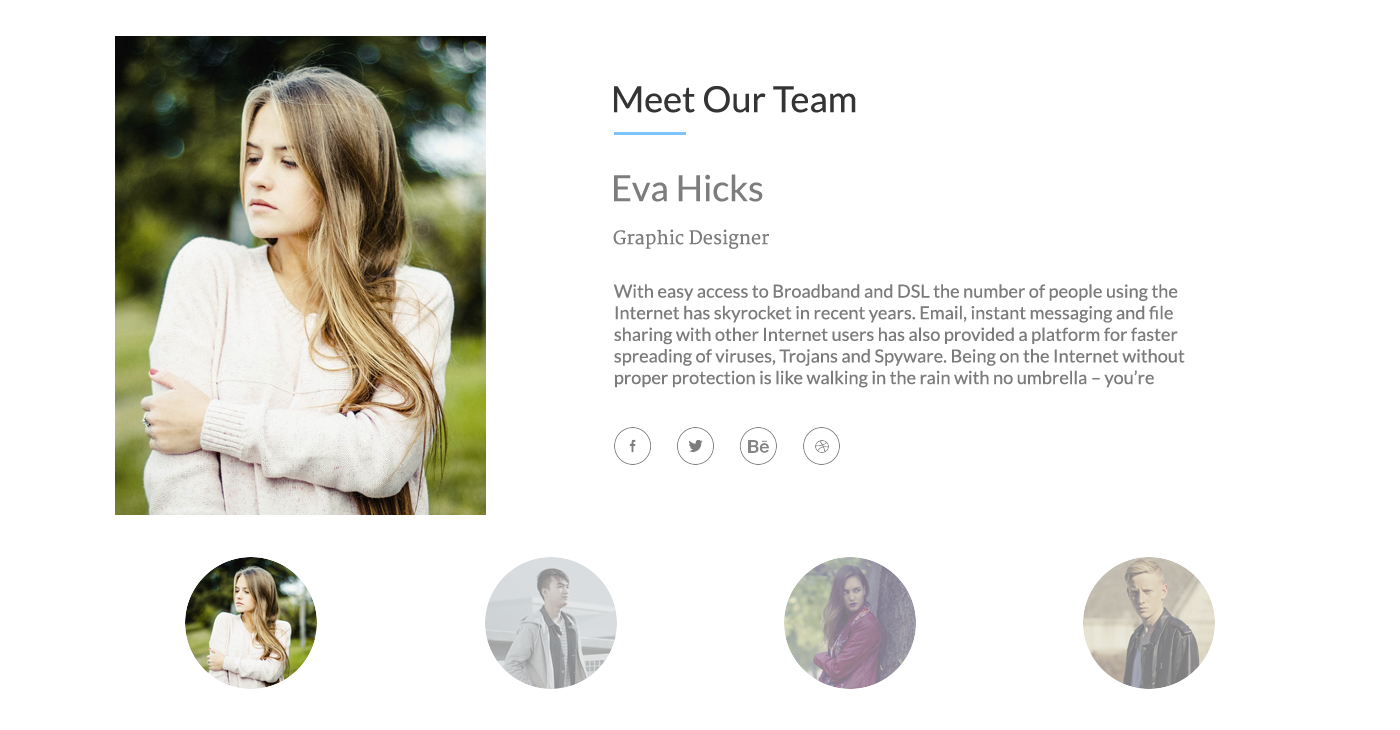 Meet Our Team
Eva Hicks
Graphic Designer
With easy access to Broadband and DSL the number of people using the
Internet has skyrocket in recent years. Email, instant messaging and file
sharing with other Internet users has also provided a platform for faster
spreading of viruses, Trojans and Spyware. Being on the Internet without
proper protection is like walking in the rain with no umbrella – you’re
f
Bē